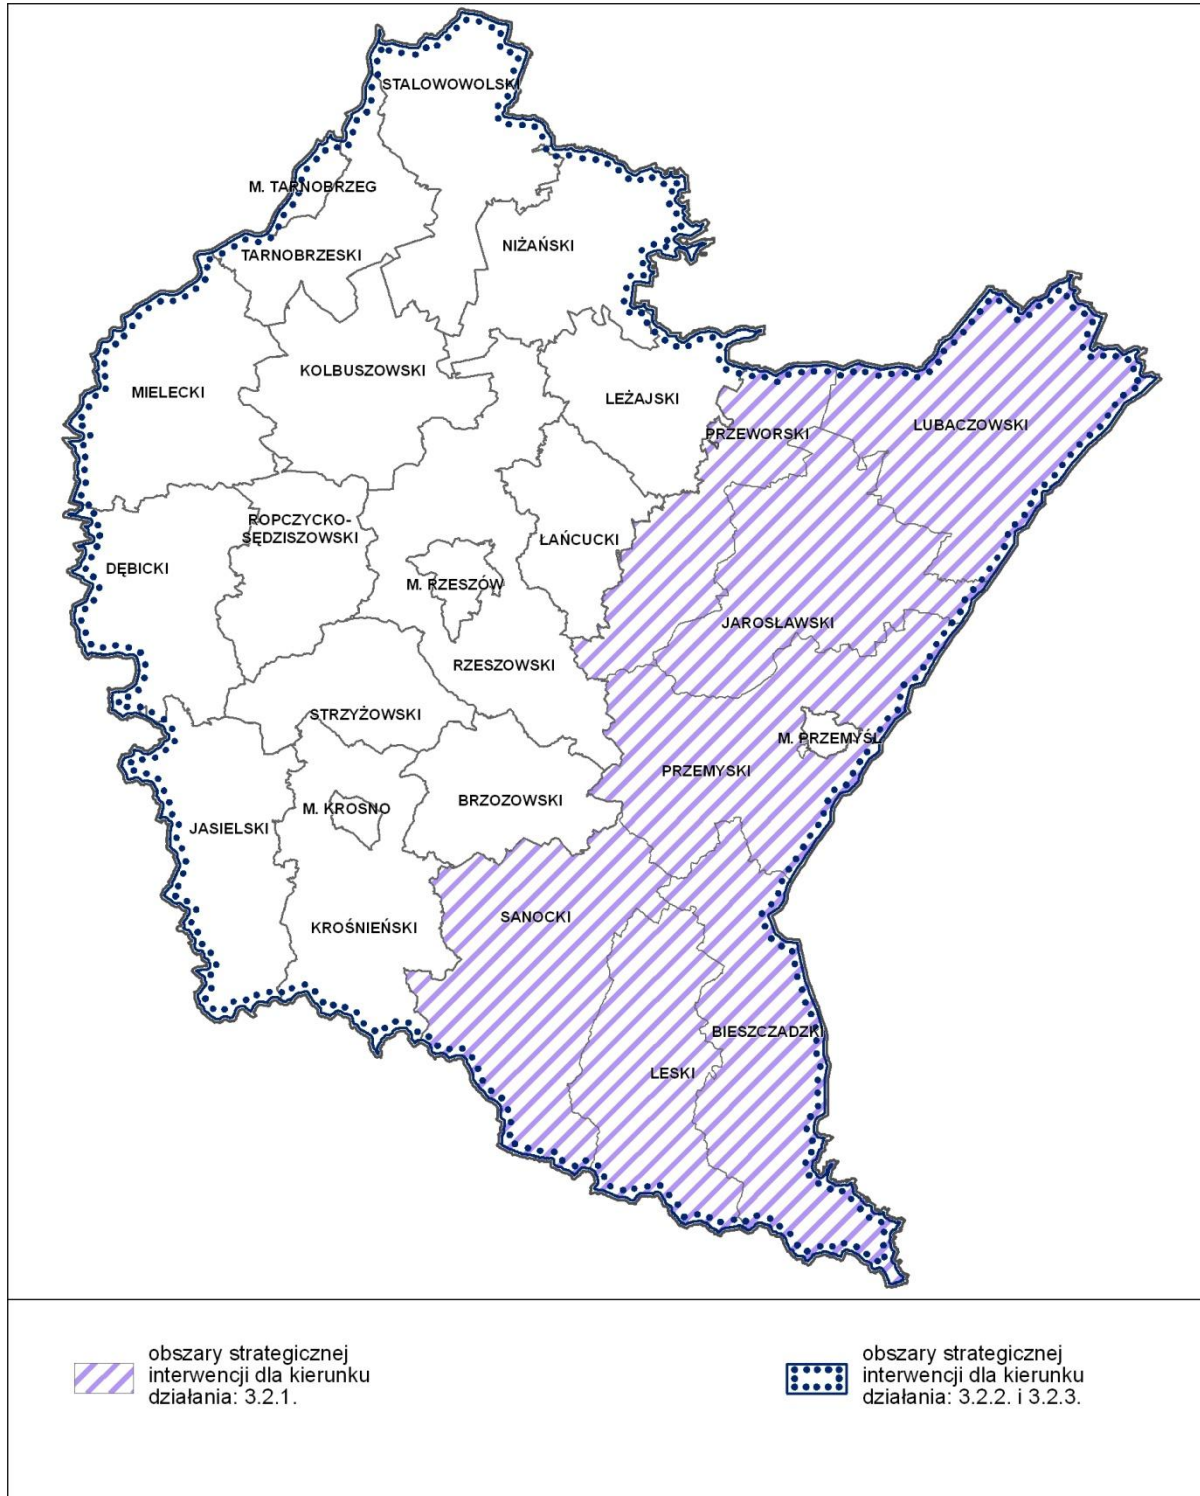 STALOWOWOLSKI
M. TARNOBRZEG
NIŻAŃSKI
TARNOBRZESKI
KOLBUSZOWSKI
MIELECKI
LEŻAJSKI
LUBACZOWSKI
PRZEWORSKI
ROPCZYCKO-
SĘDZISZOWSKI
ŁAŃCUCKI
DĘBICKI
M. RZESZÓW
JAROSŁAWSKI
RZESZOWSKI
STRZYŻOWSKI
M. PRZEMYŚL
PRZEMYSKI
BRZOZOWSKI
M. KROSNO
JASIELSKI
SANOCKI
KROŚNIEŃSKI
BIESZCZADZKI
LESKI
obszary strategicznej
interwencji dla kierunku
działania: 3.2.1.
obszary strategicznej
interwencji dla kierunku
działania: 3.2.2. i 3.2.3.